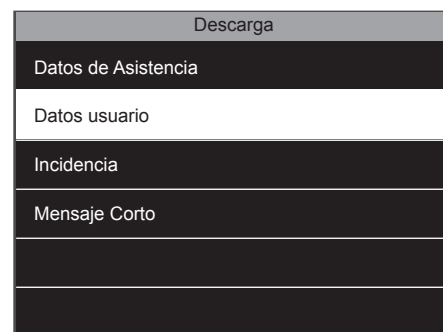 Descarga
Datos de Asistencia
Datos usuario
Incidencia
Mensaje Corto